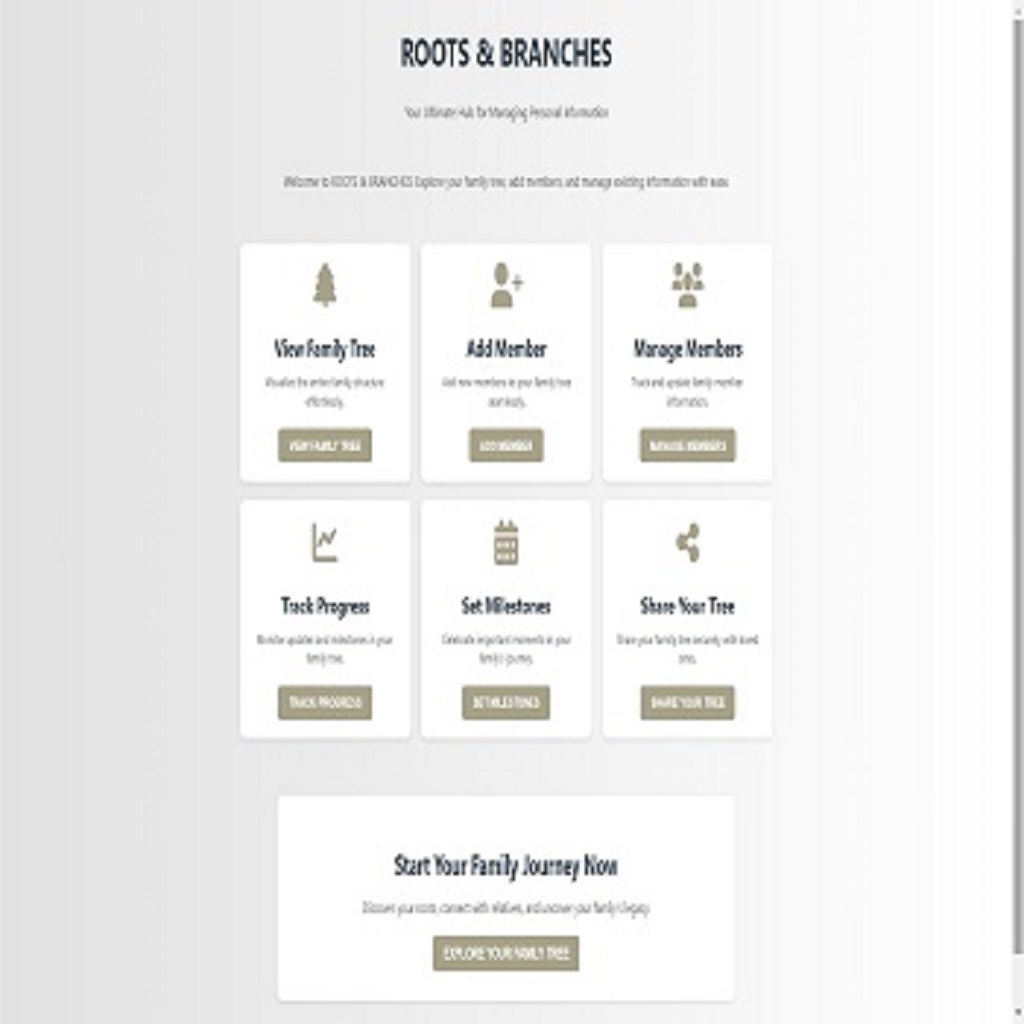 ROOTS & BRANCHES
Your Ultimate Hub for Managing Personal Information
Welcome to ROOTS & BRANCHES Explore your family tree, add members, and manage existing information with ease.
View Family Tree
Visualize the entire family structure
effortlessly.
VIEW FAMILY TREE
Add Member
Add new members to your family tree
seamlessly.
ADD MEMBER
Manage Members
Track and update family member
information.
MANAGE MEMBERS
Track Progress
Monitor updates and milestones in your
family tree.
TRACK PROGRESS
Set Milestones
Celebrate important moments in your
family's journey.
SET MILESTONES
Share Your Tree
Share your family tree securely with loved
ones.
SHARE YOUR TREE
Start Your Family Journey Now
Discover your roots, connect with relatives, and uncover your family's legacy.
EXPLORE YOUR FAMILY TREE